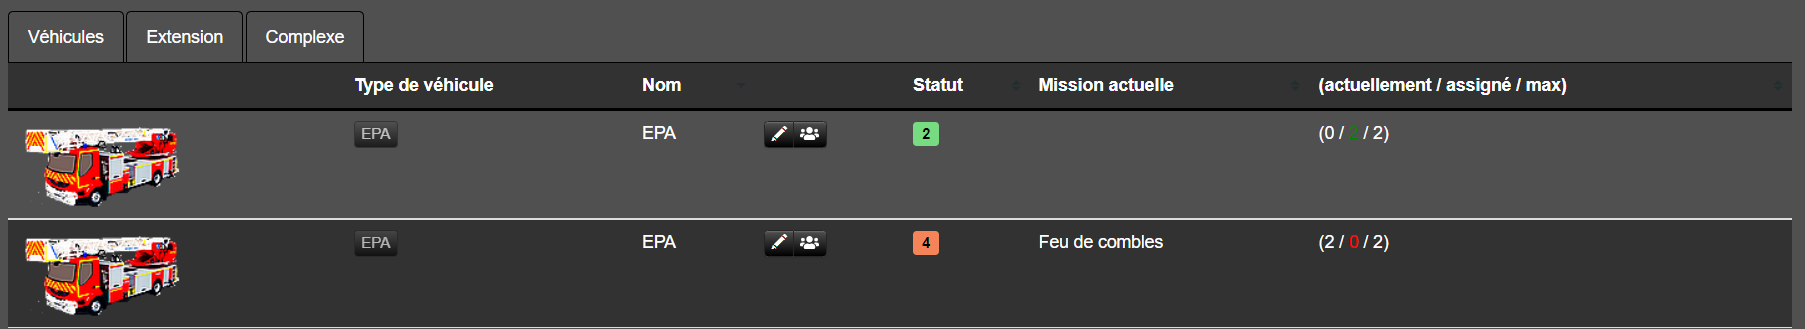 Véhicules Extension Complexe
Type de véhicule Nom Statut Mission actuelle (actuellement / assigné / max)
EPA EPA 2 (0 / 2 / 2)
EPA EPA 4 Feu de combles (2 / 0 / 2)